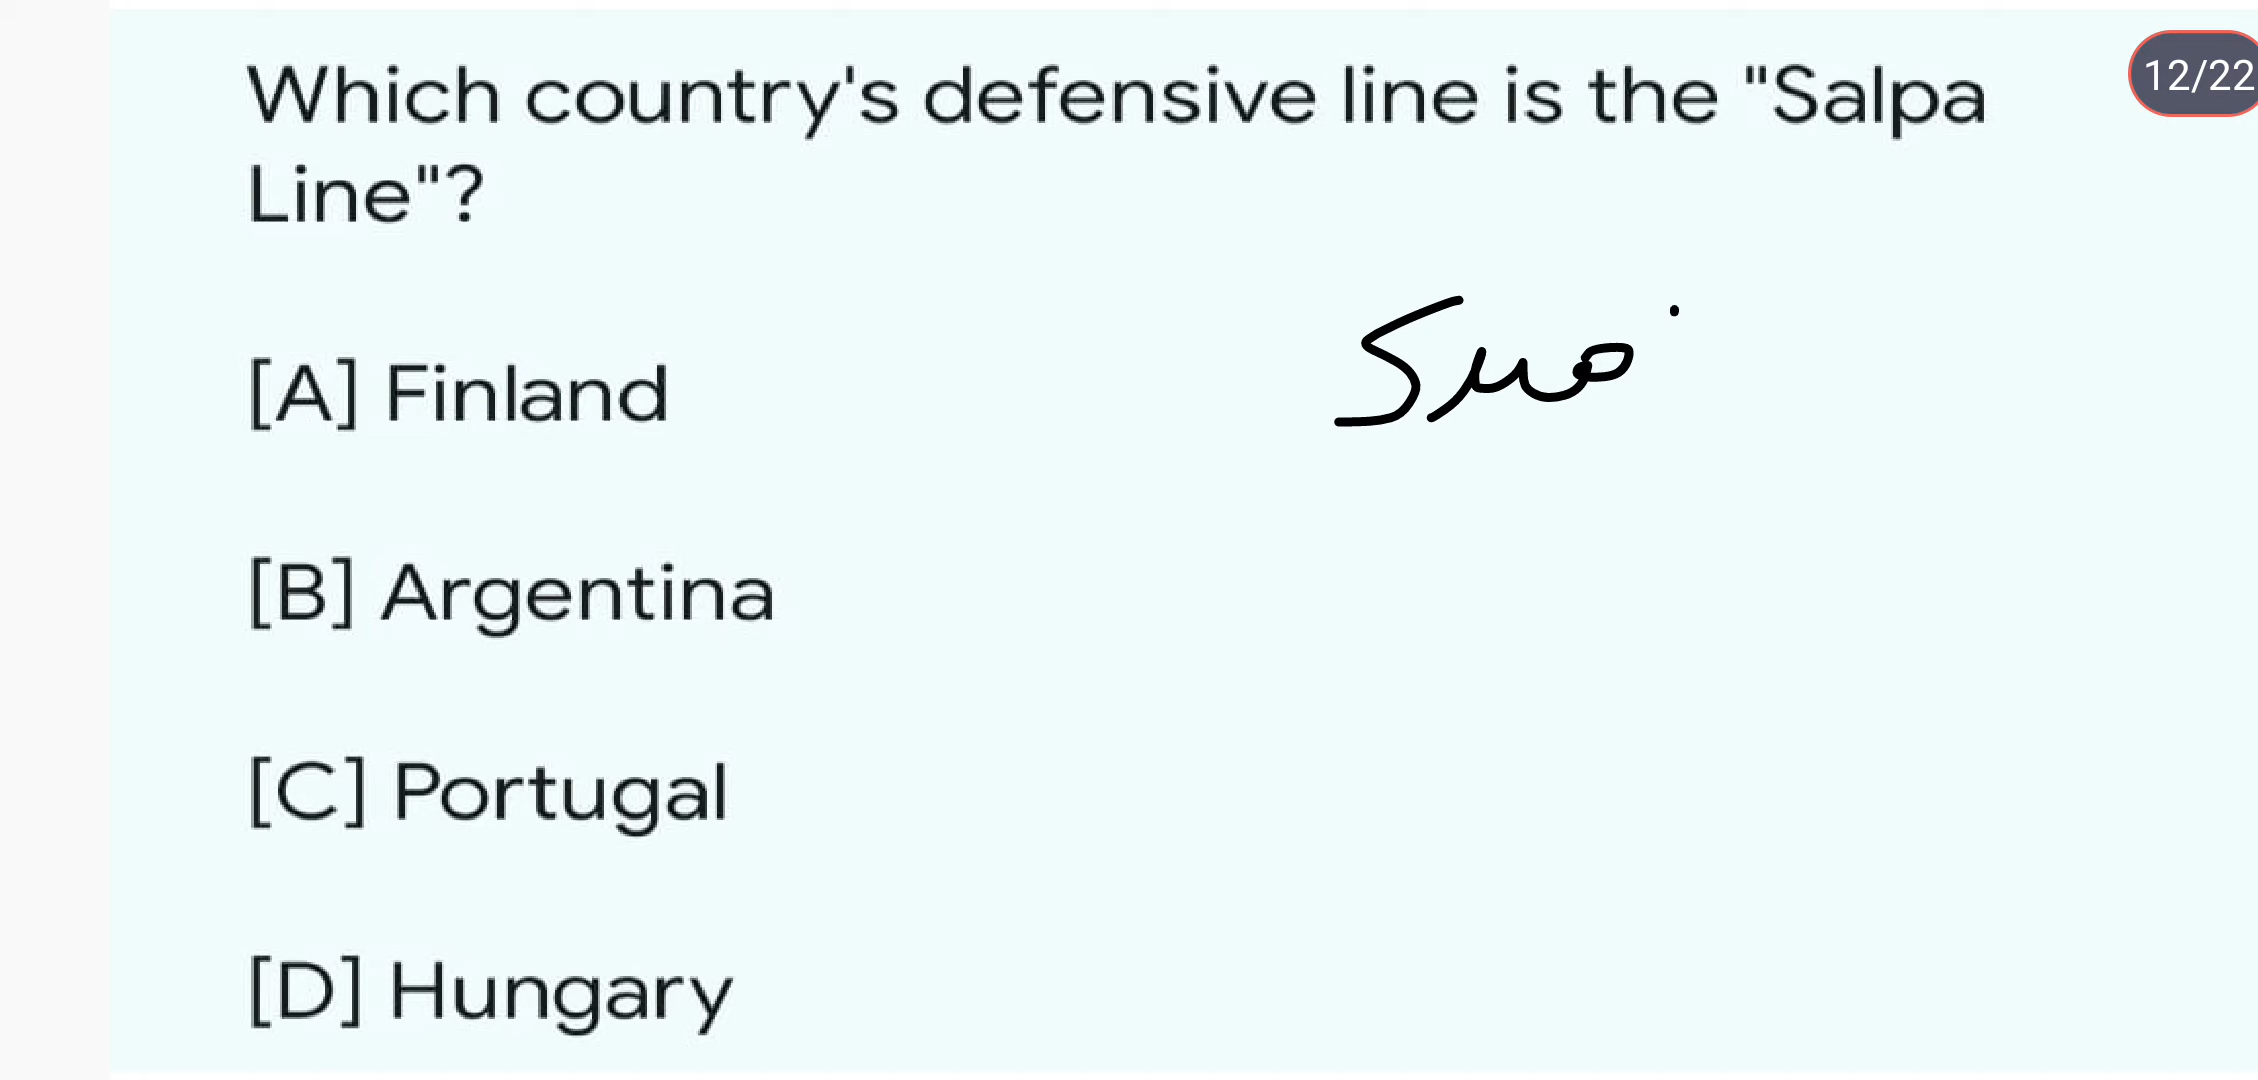 Which country's defensive line is the "Salpa
Line"?
12/22
[A] Finland
[B] Argentina
[C] Portugal
[D] Hungary